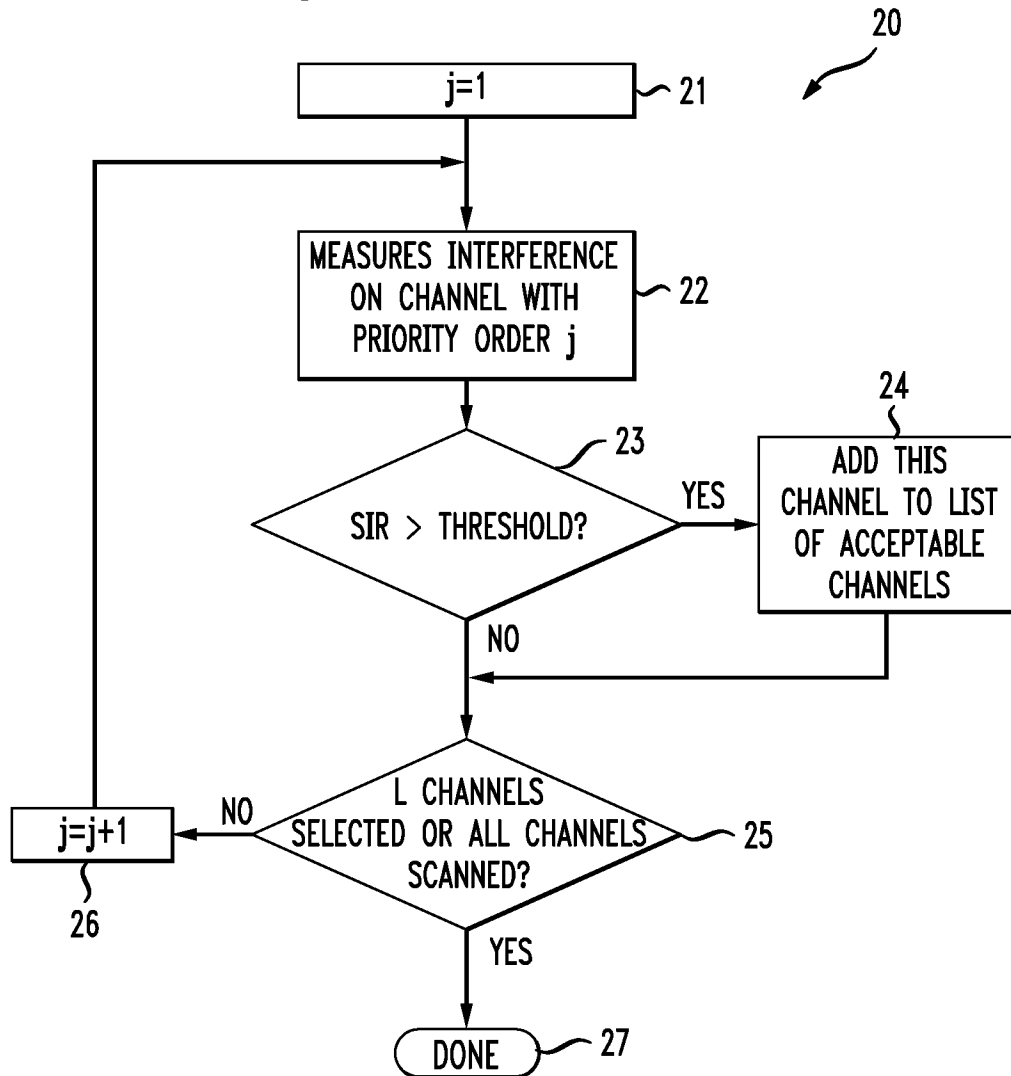 20
j=1
21
MEASURES INTERFERENCE
ON CHANNEL WITH
PRIORITY ORDER j
22
23
SIR > THRESHOLD?
YES
24
ADD THIS
CHANNEL TO LIST
OF ACCEPTABLE
CHANNELS
NO
L CHANNELS
SELECTED OR ALL CHANNELS
SCANNED?
25
NO
j=j+1
26
YES
DONE
27